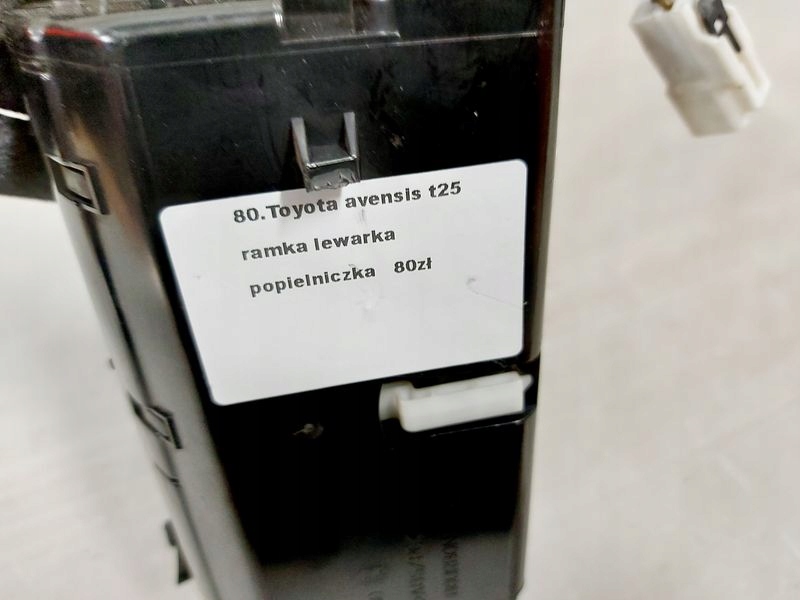 80.Toyota avensis t25
ramka lewarka
popielniczka 80zł